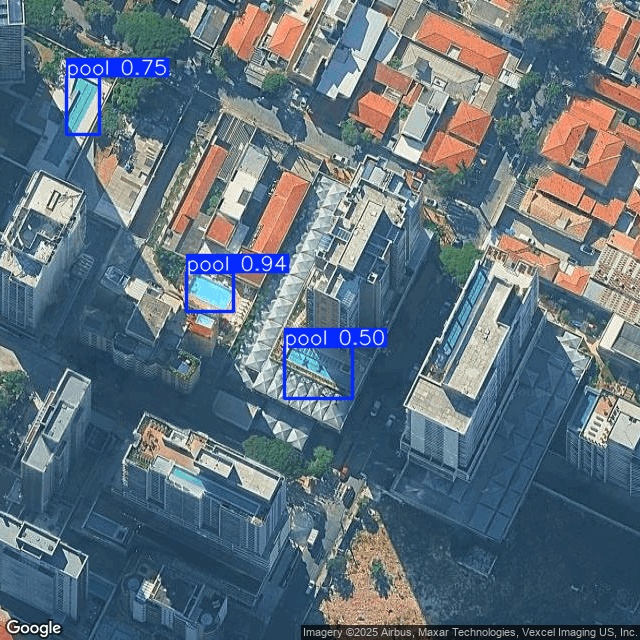 pool 0.75
pool 0.94
pool 0.50
Google
Imagery ©2025 Airbus, Maxar Technologies, Vexcel Imaging US, Inc.